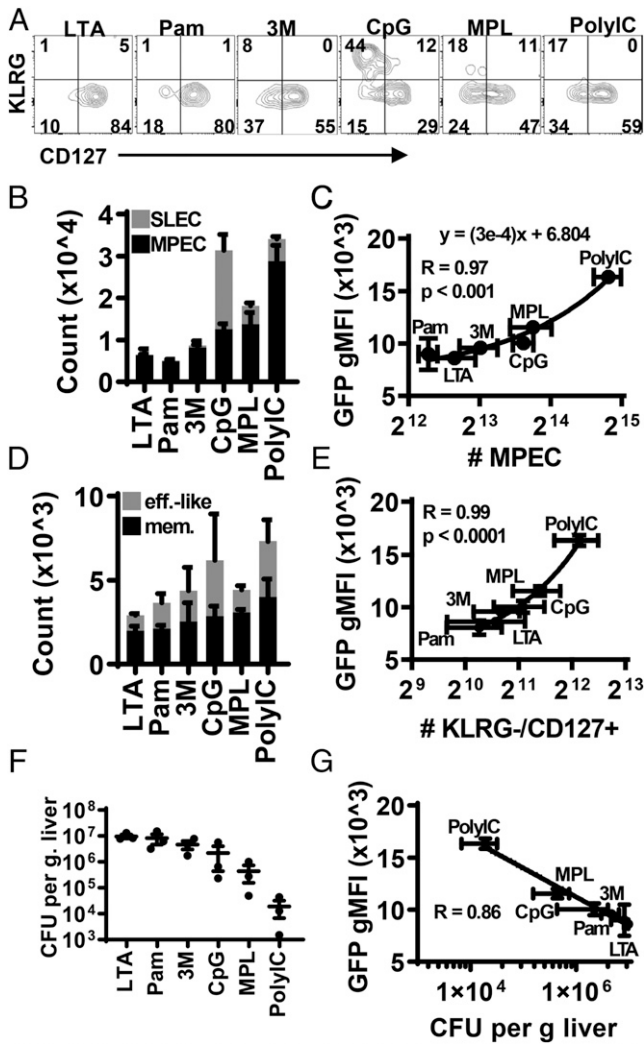 A
LTA Pam 3M CpG MPL PolyIC
KLRG
1 5 1 1 8 0 44 12 18 11 17 0
10 84 18 80 37 55 15 29 24 47 34 59
CD127
B
SLEC
MPEC
Count (x10^4)
4
3
2
1
0
LTA Pam 3M CpG MPL PolyIC
C
y = (3e-4)x + 6.804
R = 0.97
p < 0.001
GFP gMFI (x10^3)
20
15
10
5
PolyIC
MPL
3M
Pam
CpG
LTA
2^12 2^13 2^14 2^15
# MPEC
D
eff.-like
mem.
Count (x10^3)
10
5
0
LTA Pam 3M CpG MPL PolyIC
E
R = 0.99
p < 0.0001
GFP gMFI (x10^3)
20
15
10
5
PolyIC
MPL
3M
CpG
Pam
LTA
2^9 2^10 2^11 2^12 2^13
# KLRG-/CD127+
F
CFU per g. liver
10^8
10^7
10^6
10^5
10^4
10^3
LTA Pam 3M CpG MPL PolyIC
G
GFP gMFI (x10^3)
20
15
10
5
PolyIC
MPL
3M
CpG
Pam
R = 0.86
LTA
1×10^4 1×10^6
CFU per g liver